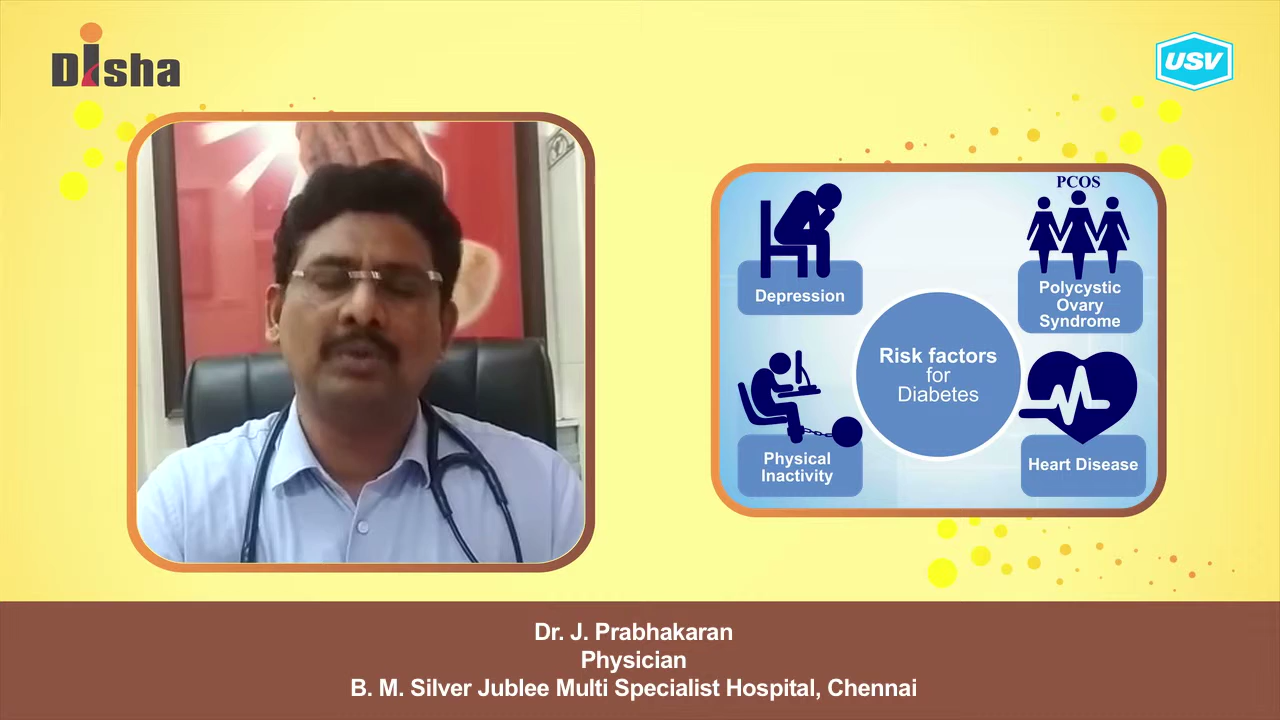 Disha
USV
PCOS
Depression
Polycystic
Ovary
Syndrome
Risk factors
for
Diabetes
Physical
Inactivity
Heart Disease
Dr. J. Prabhakaran
Physician
B. M. Silver Jublee Multi Specialist Hospital, Chennai